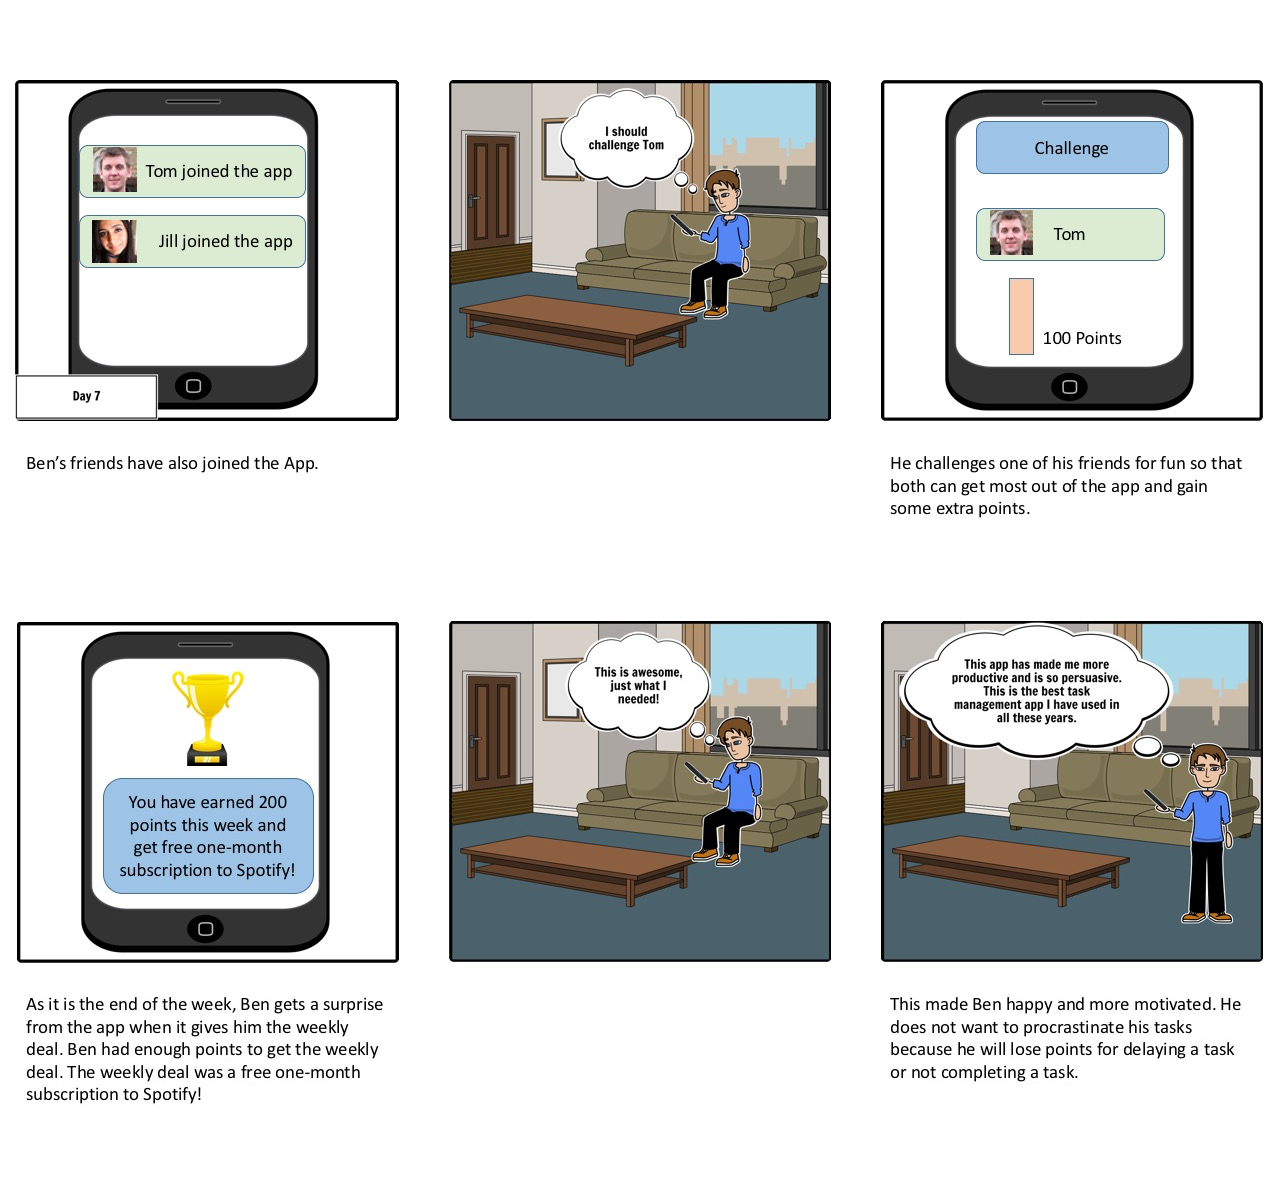 Tom joined the app
Jill joined the app
Day 7
I should
challenge Tom
Challenge
Tom
100 Points
Ben’s friends have also joined the App.
He challenges one of his friends for fun so that
both can get most out of the app and gain
some extra points.
You have earned 200
points this week and
get free one-month
subscription to Spotify!
This is awesome,
just what I
needed!
This app has made me more
productive and is so persuasive.
This is the best task
management app I have used in
all these years.
As it is the end of the week, Ben gets a surprise
from the app when it gives him the weekly
deal. Ben had enough points to get the weekly
deal. The weekly deal was a free one-month
subscription to Spotify!
This made Ben happy and more motivated. He
does not want to procrastinate his tasks
because he will lose points for delaying a task
or not completing a task.